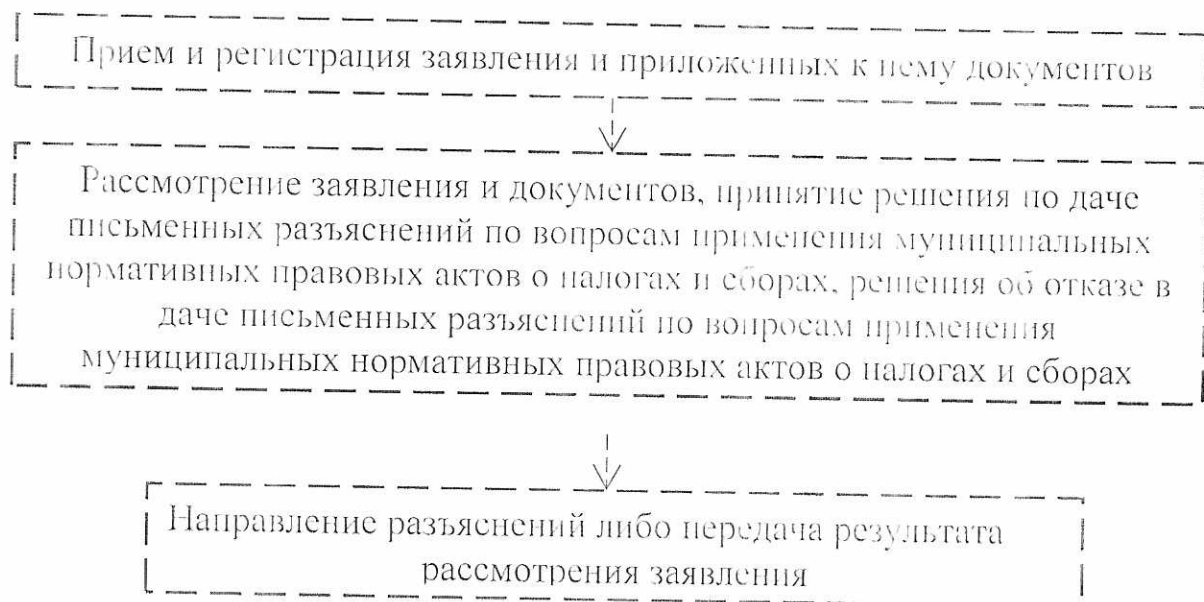 Прием и регистрация заявления и приложенных к нему документов
Рассмотрение заявления и документов, принятие решения по даче
письменных разъяснений по вопросам применения муниципальных
нормативных правовых актов о налогах и сборах, решения об отказе в
даче письменных разъяснений по вопросам применения
муниципальных нормативных правовых актов о налогах и сборах
Направление разъяснений либо передача результата
рассмотрения заявления